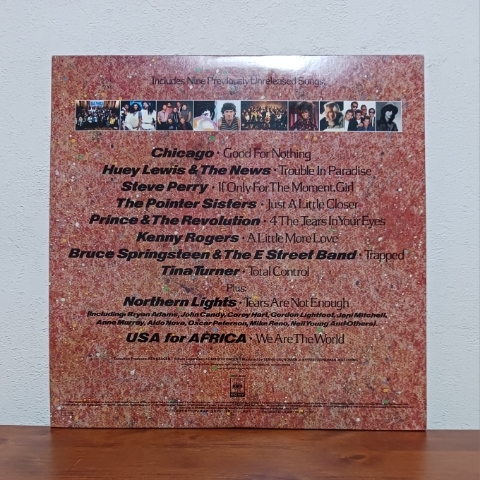 Includes Nine Previously Unreleased Songs
Chicago · Good For Nothing
Huey Lewis & The News · Trouble In Paradise
Steve Perry · If Only For The Moment, Girl
The Pointer Sisters · Just A Little Closer
Prince & The Revolution · 4 The Tears In Your Eyes
Kenny Rogers · A Little More Love
Bruce Springsteen & The E Street Band · Trapped
Tina Turner · Total Control
Plus:
Northern Lights · Tears Are Not Enough
(Including: Bryan Adams, John Candy, Corey Hart, Gordon Lightfoot, Joni Mitchell,
Anne Murray, Aldo Nova, Oscar Peterson, Mike Reno, Neil Young And Others).
USA for AFRICA · We Are The World